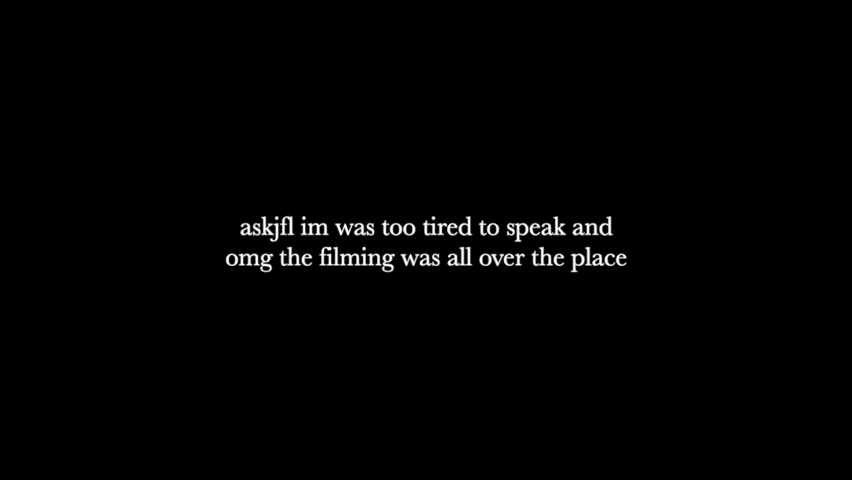 askjfl im was too tired to speak and
omg the filming was all over the place